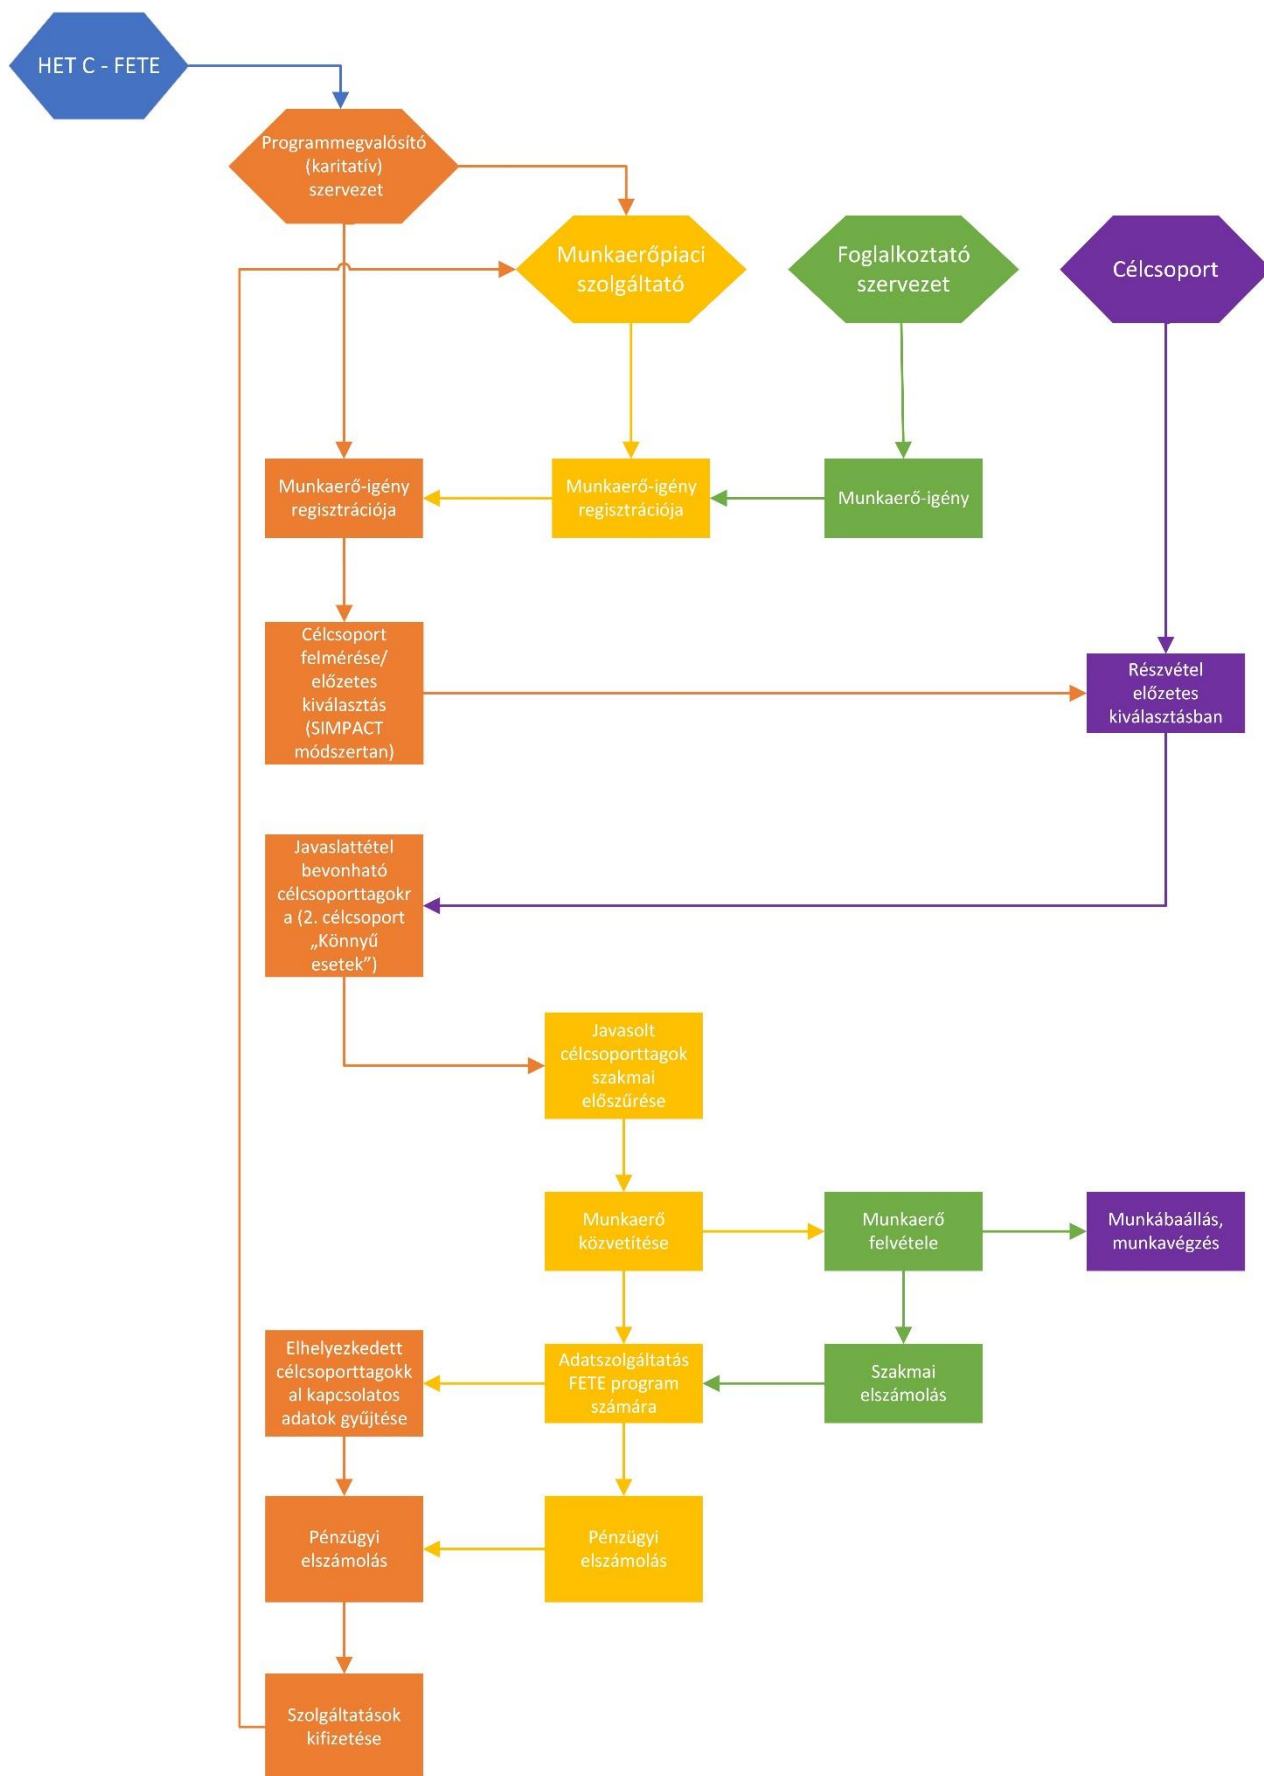 HET C - FETE
Programmegvalósító
(karitatív)
szervezet
Munkaerőpiaci
szolgáltató
Foglalkoztató
szervezet
Célcsoport
Munkaerő-igény
regisztrációja
Munkaerő-igény
regisztrációja
Munkaerő-igény
Célcsoport
felmérése/
előzetes
kiválasztás
(SIMPACT
módszertan)
Részvétel
előzetes
kiválasztásban
Javaslattétel
bevonható
célcsoporttagokr
a (2. célcsoport
„Könnyű
esetek”)
Javasolt
célcsoporttagok
szakmai
előszűrése
Munkaerő
közvetítése
Munkaerő
felvétele
Munkábaállás,
munkavégzés
Elhelyezkedett
célcsoporttagokk
al kapcsolatos
adatok gyűjtése
Adatszolgáltatás
FETE program
számára
Szakmai
elszámolás
Pénzügyi
elszámolás
Pénzügyi
elszámolás
Szolgáltatások
kifizetése